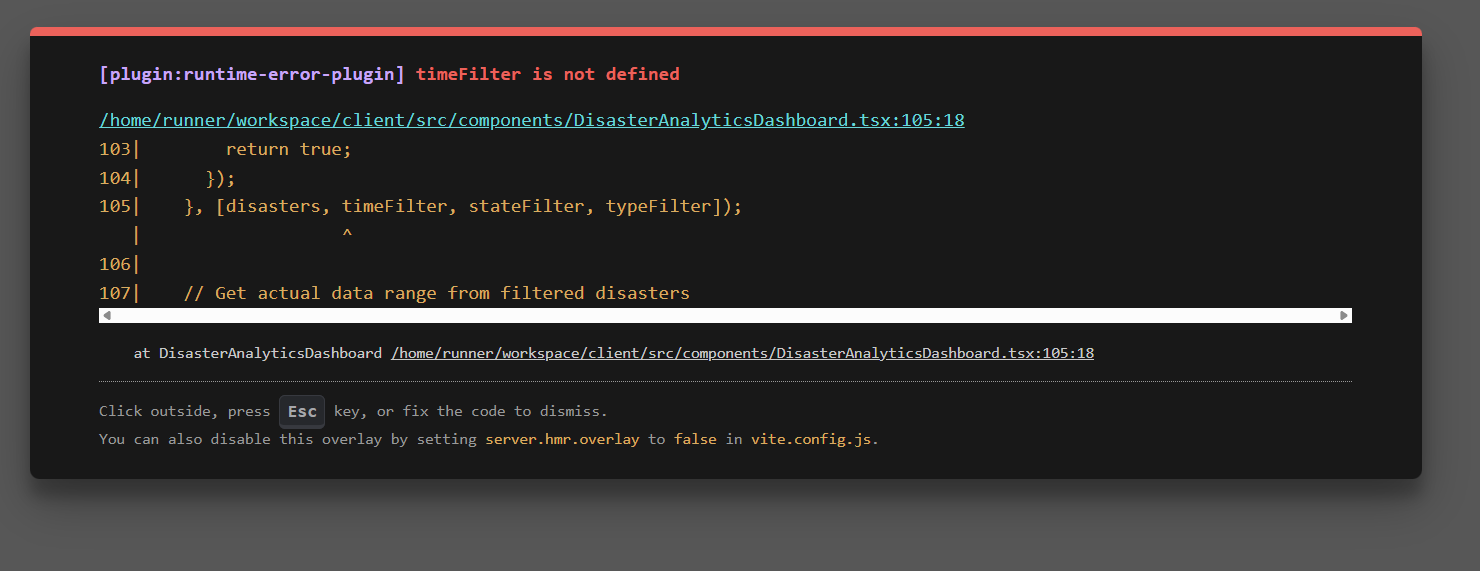 [plugin:runtime-error-plugin] timeFilter is not defined
/home/runner/workspace/client/src/components/DisasterAnalyticsDashboard.tsx:105:18
103|        return true;
104|      });
105|    }, [disasters, timeFilter, stateFilter, typeFilter]);
   |                   ^
106|
107|    // Get actual data range from filtered disasters
at DisasterAnalyticsDashboard /home/runner/workspace/client/src/components/DisasterAnalyticsDashboard.tsx:105:18
Click outside, press Esc key, or fix the code to dismiss.
You can also disable this overlay by setting server.hmr.overlay to false in vite.config.js.